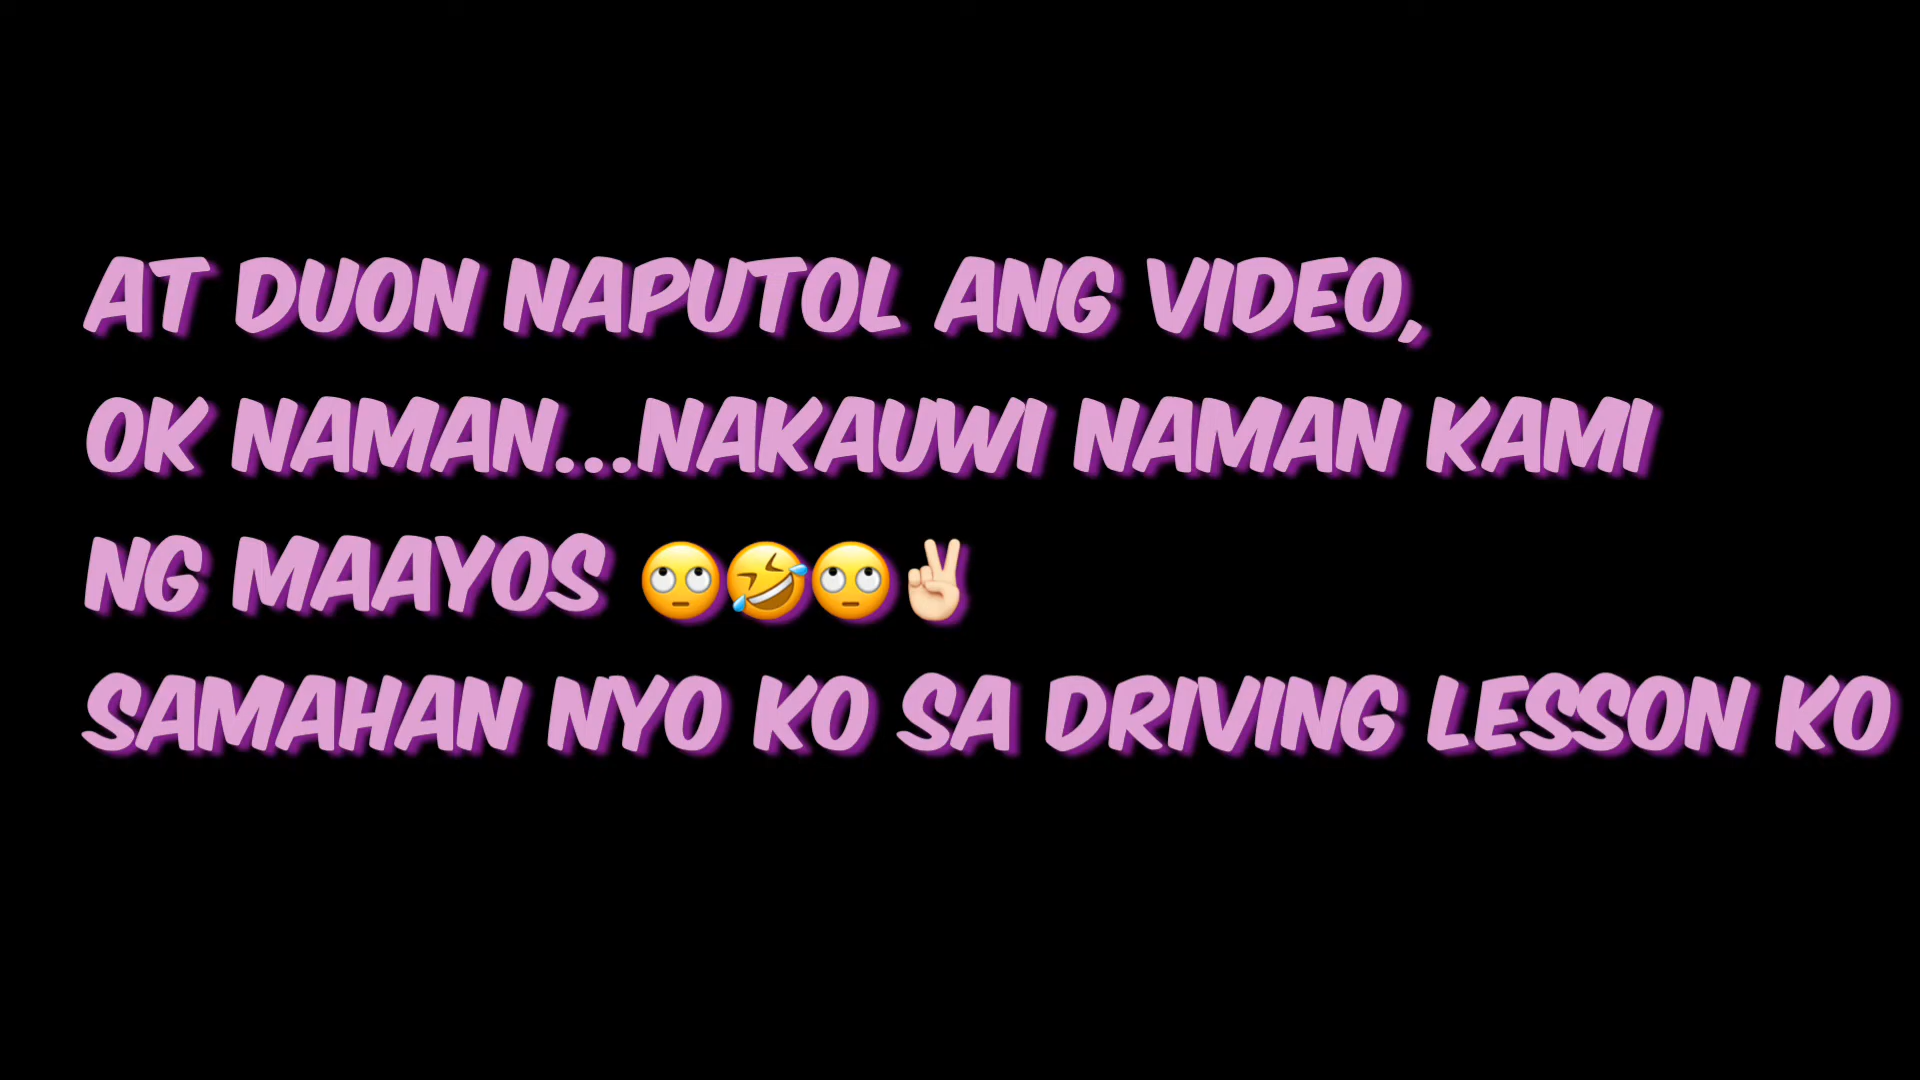 AT DUON NAPUTOL ANG VIDEO,
OK NAMAN...NAKAUWI NAMAN KAMI
NG MAAYOS 🙄🤣🙄✌🏻
SAMAHAN NYO KO SA DRIVING LESSON KO